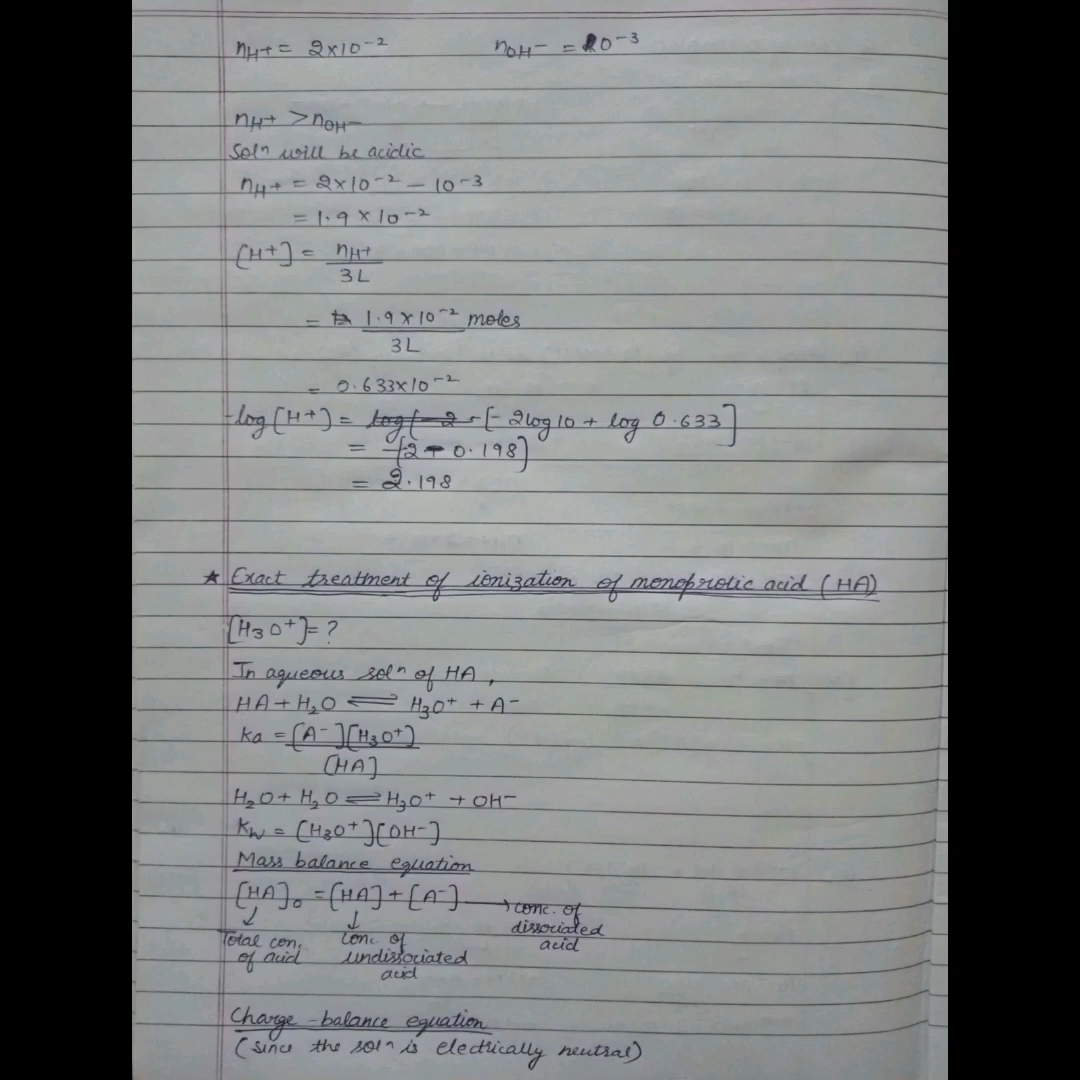 nH+ = 2×10⁻² nOH⁻ = 10⁻³
nH+ > nOH⁻
Solⁿ will be acidic
nH+ = 2×10⁻² − 10⁻³
= 1.9 × 10⁻²
[H+] = nH+
3L
= 1.9 × 10⁻² moles
3L
= 0.633×10⁻²
-log [H+] = -[-2log10 + log 0.633]
= -[-2 - 0.198]
= 2.198
★ Exact treatment of ionization of monoprotic acid (HA)
[H₃O⁺] = ?
In aqueous solⁿ of HA,
HA + H₂O ⇌ H₃O⁺ + A⁻
Ka = [A⁻][H₃O⁺]
[HA]
H₂O + H₂O ⇌ H₃O⁺ + OH⁻
Kw = [H₃O⁺][OH⁻]
Mass balance equation
[HA]₀ = [HA] + [A⁻] → conc. of
↓ ↓ dissociated
Total con. Conc. of acid
of acid undissociated
acid
Charge-balance equation
(since the solⁿ is electrically neutral)